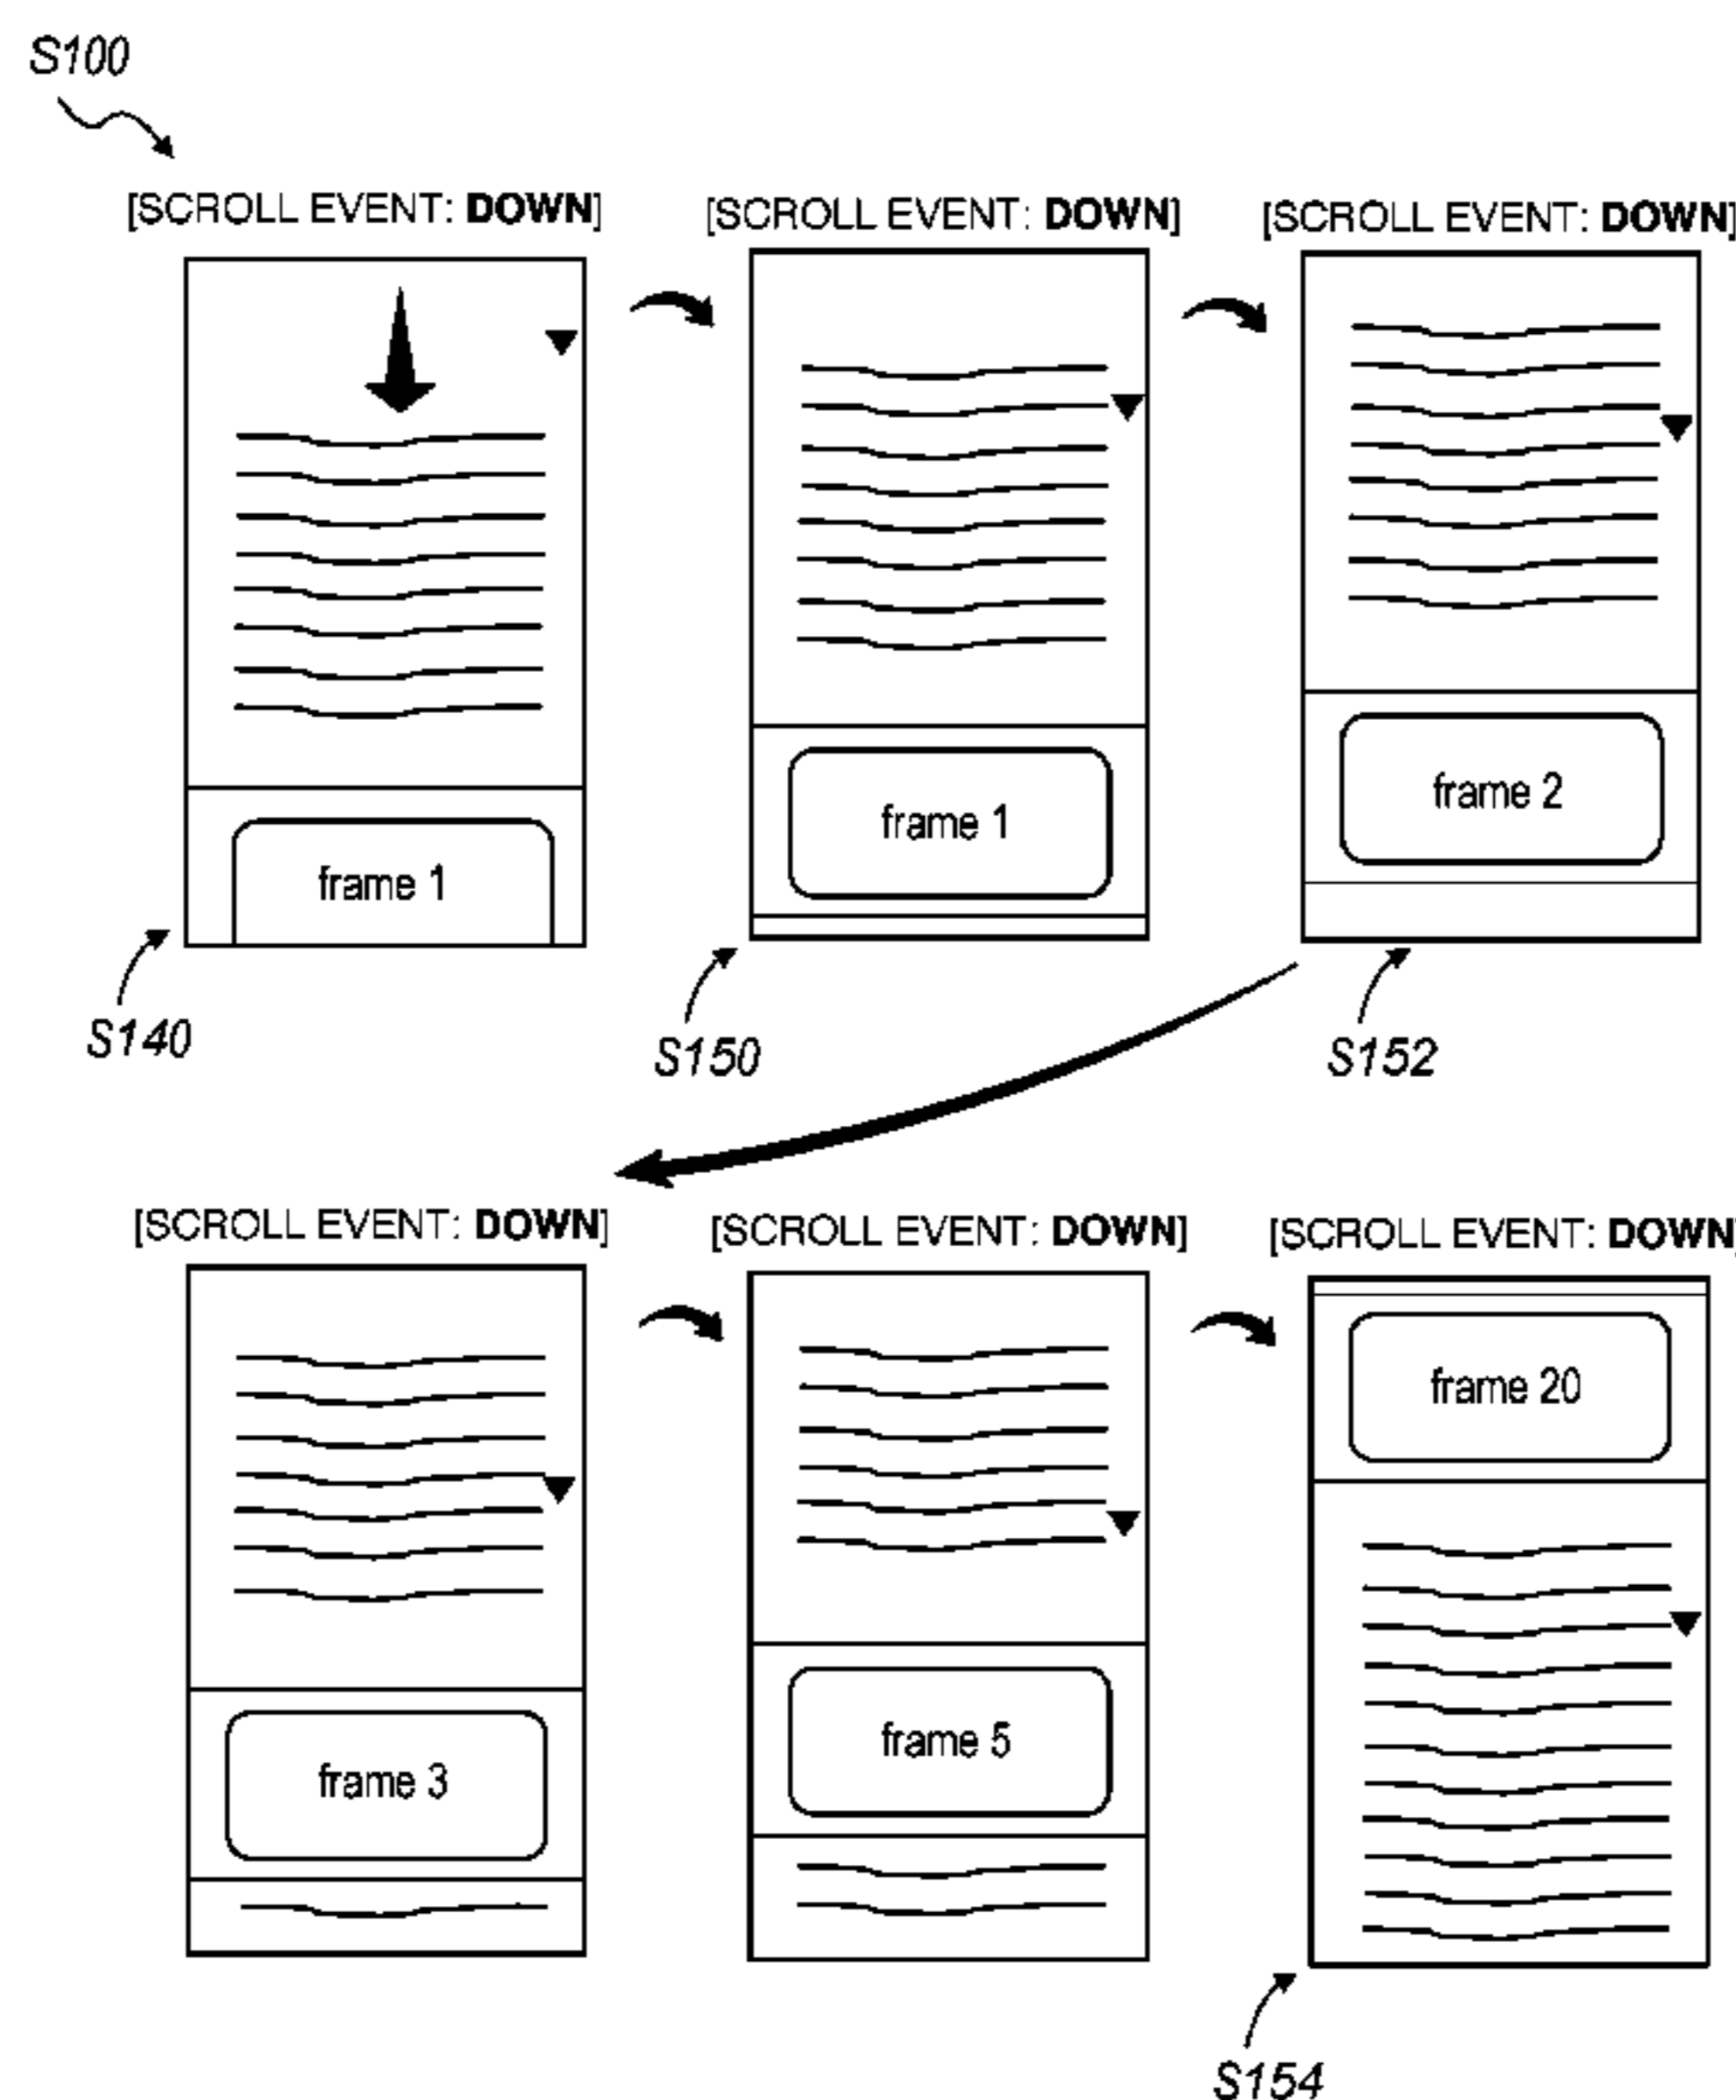 S100
[SCROLL EVENT: DOWN]
[SCROLL EVENT: DOWN]
[SCROLL EVENT: DOWN]
frame 1
frame 1
frame 2
S140
S150
S152
[SCROLL EVENT: DOWN]
[SCROLL EVENT: DOWN]
[SCROLL EVENT: DOWN]
frame 3
frame 5
frame 20
S154